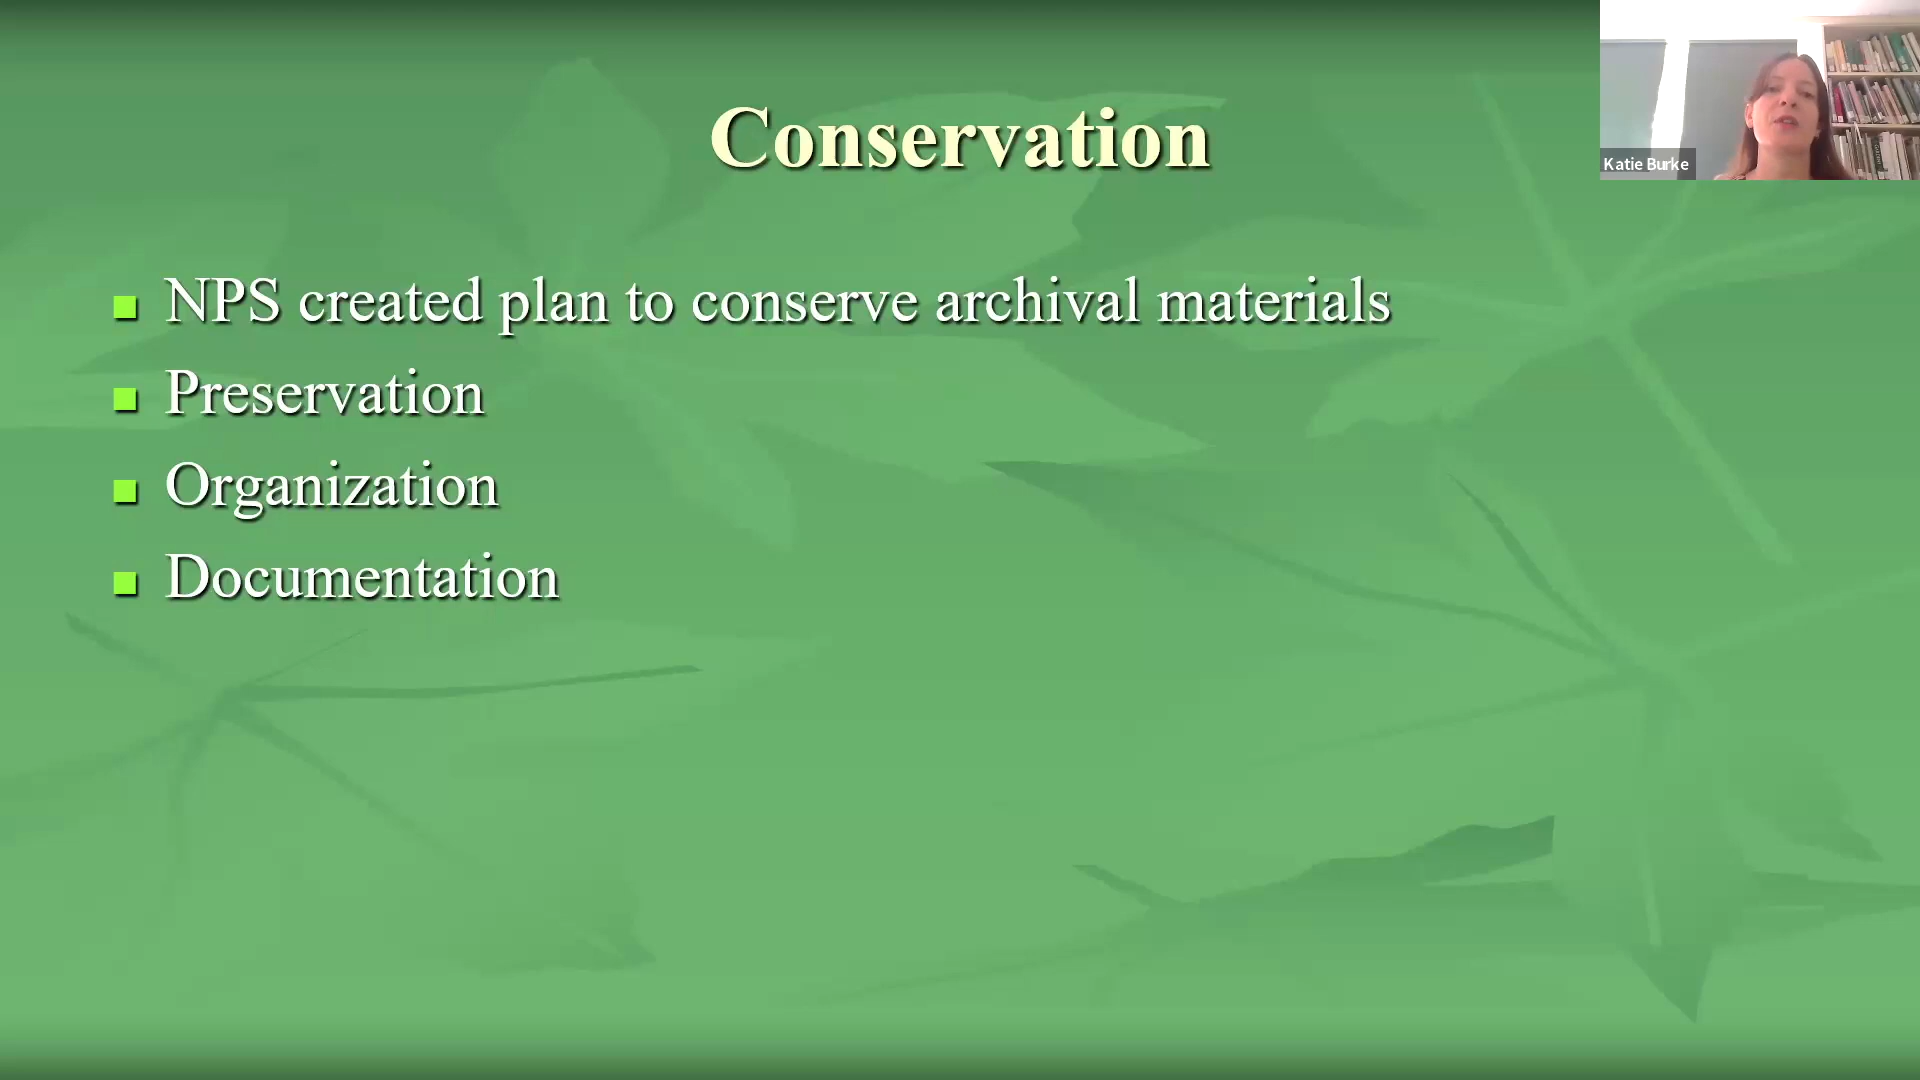 Conservation
NPS created plan to conserve archival materials
Preservation
Organization
Documentation
Katie Burke